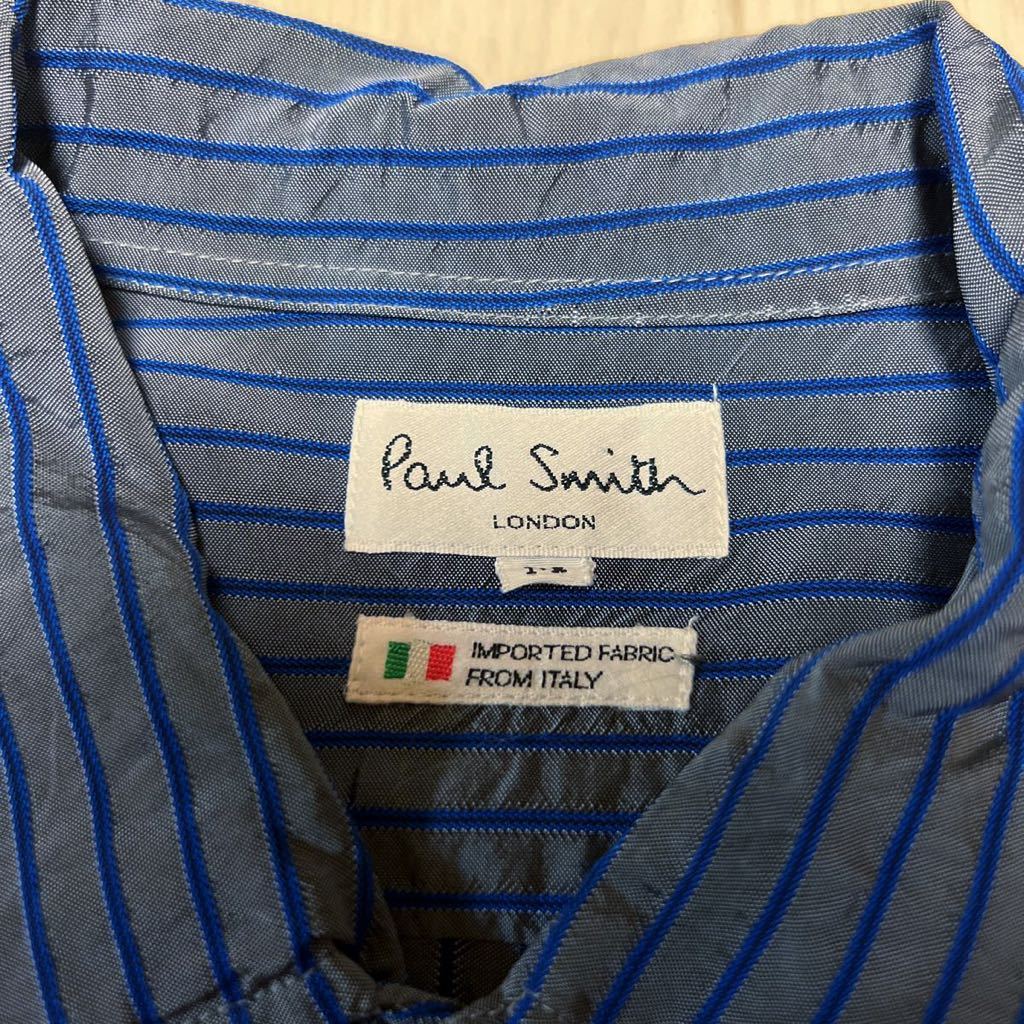 Paul Smith
LONDON
IMPORTED FABRIC
FROM ITALY